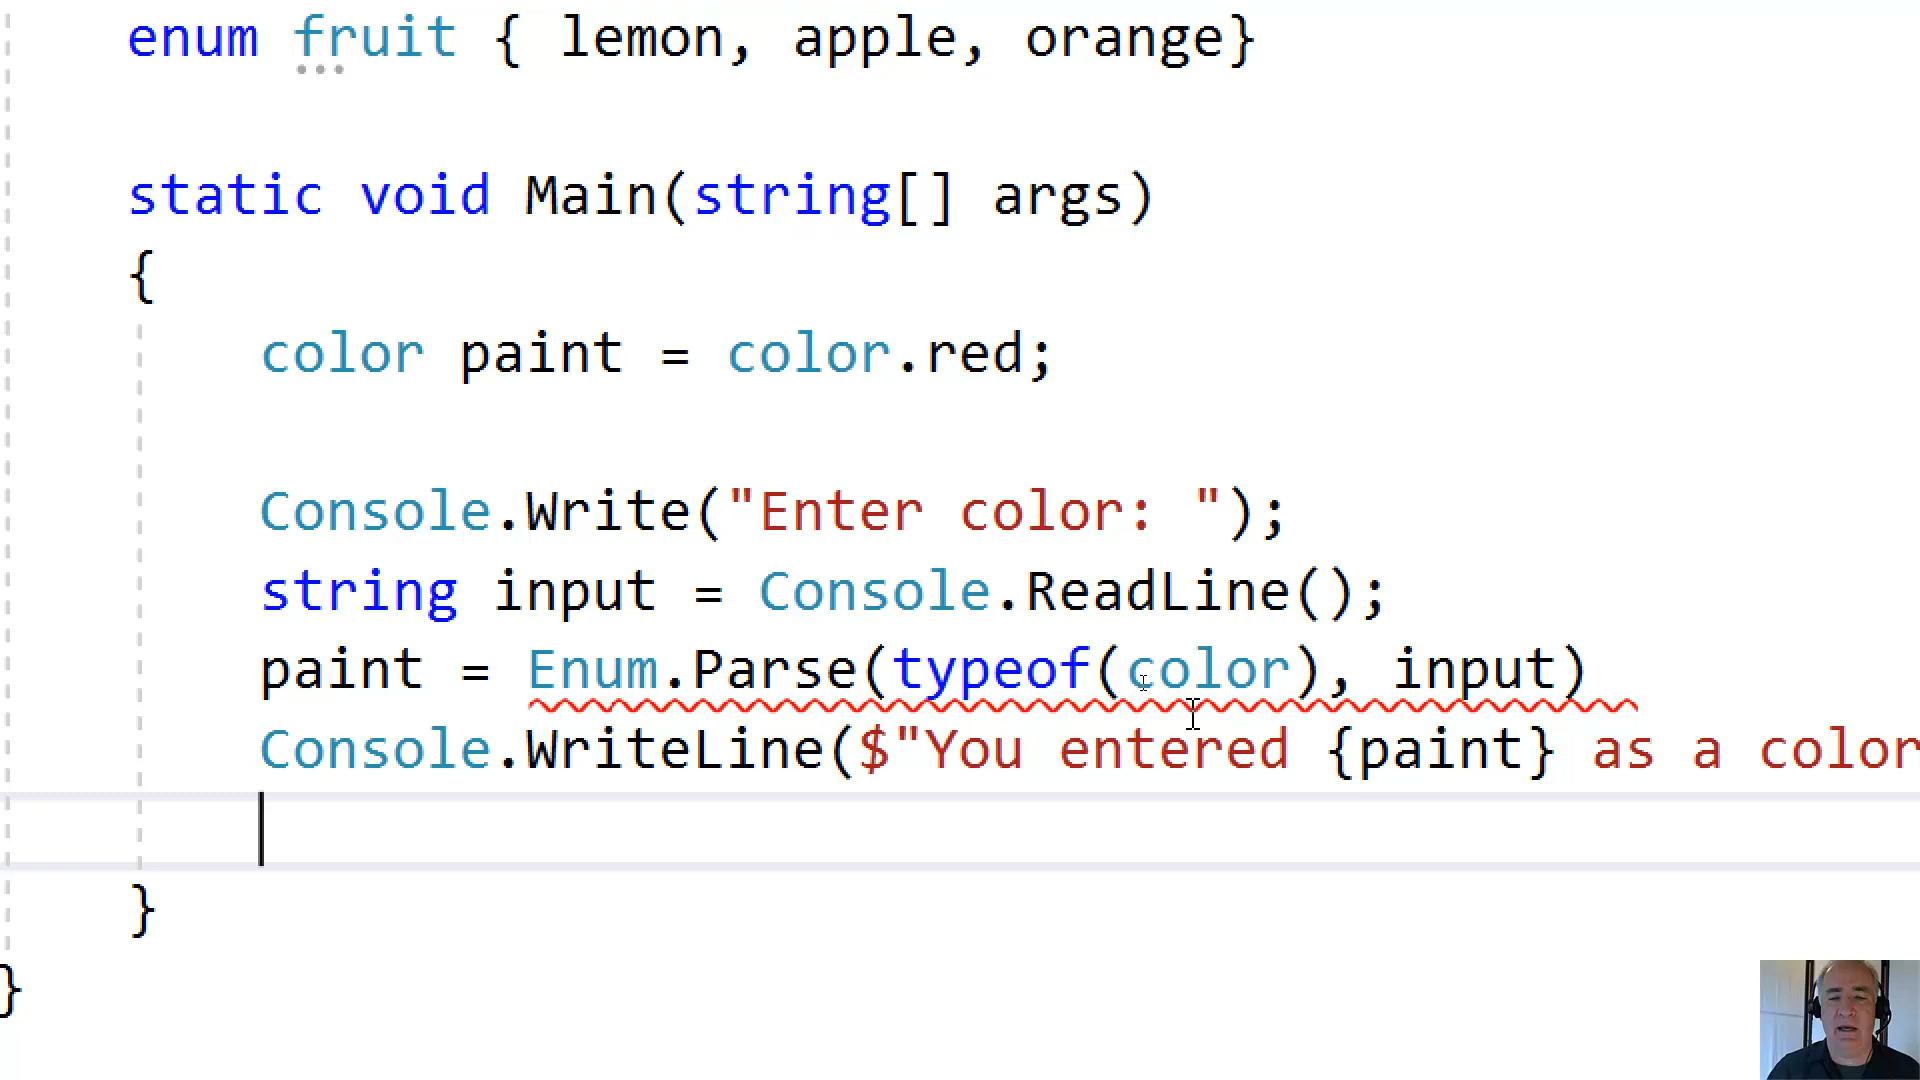 enum fruit { lemon, apple, orange}
static void Main(string[] args)
{
color paint = color.red;
Console.Write("Enter color: ");
string input = Console.ReadLine();
paint = Enum.Parse(typeof(color), input)
Console.WriteLine($"You entered {paint} as a color
}
}